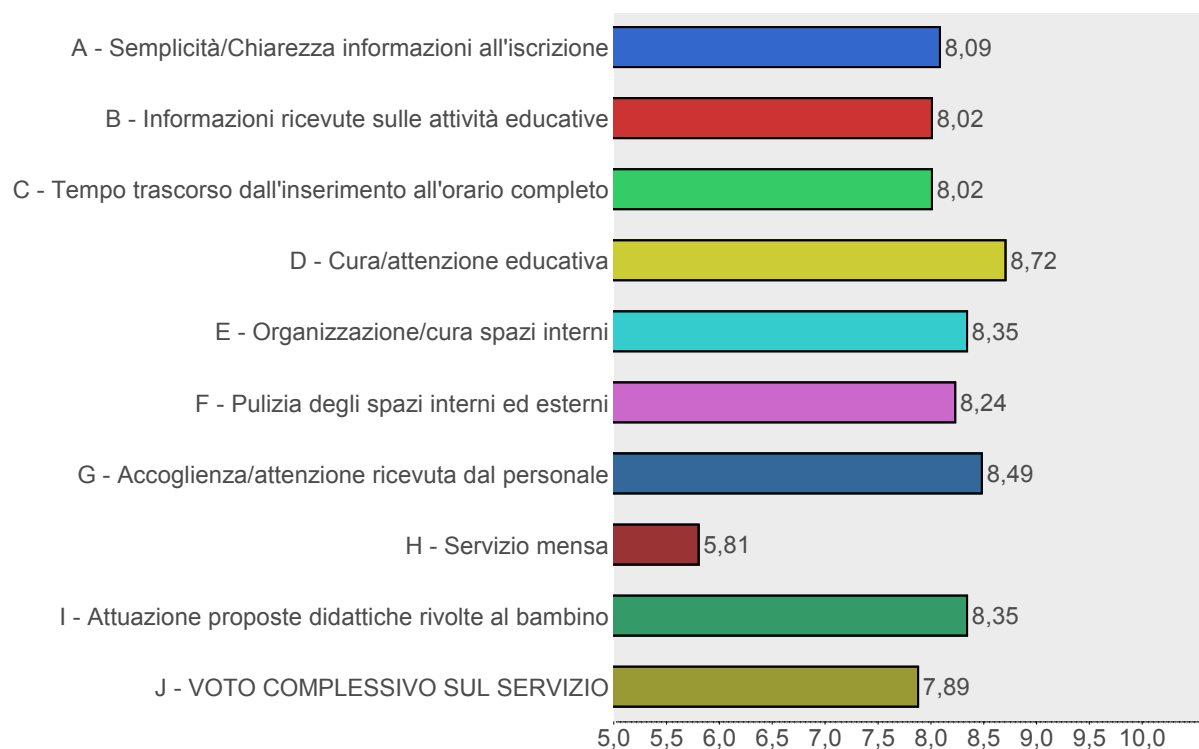 A - Semplicità/Chiarezza informazioni all'iscrizione 8,09
B - Informazioni ricevute sulle attività educative 8,02
C - Tempo trascorso dall'inserimento all'orario completo 8,02
D - Cura/attenzione educativa 8,72
E - Organizzazione/cura spazi interni 8,35
F - Pulizia degli spazi interni ed esterni 8,24
G - Accoglienza/attenzione ricevuta dal personale 8,49
H - Servizio mensa 5,81
I - Attuazione proposte didattiche rivolte al bambino 8,35
J - VOTO COMPLESSIVO SUL SERVIZIO 7,89
5,0 5,5 6,0 6,5 7,0 7,5 8,0 8,5 9,0 9,5 10,0